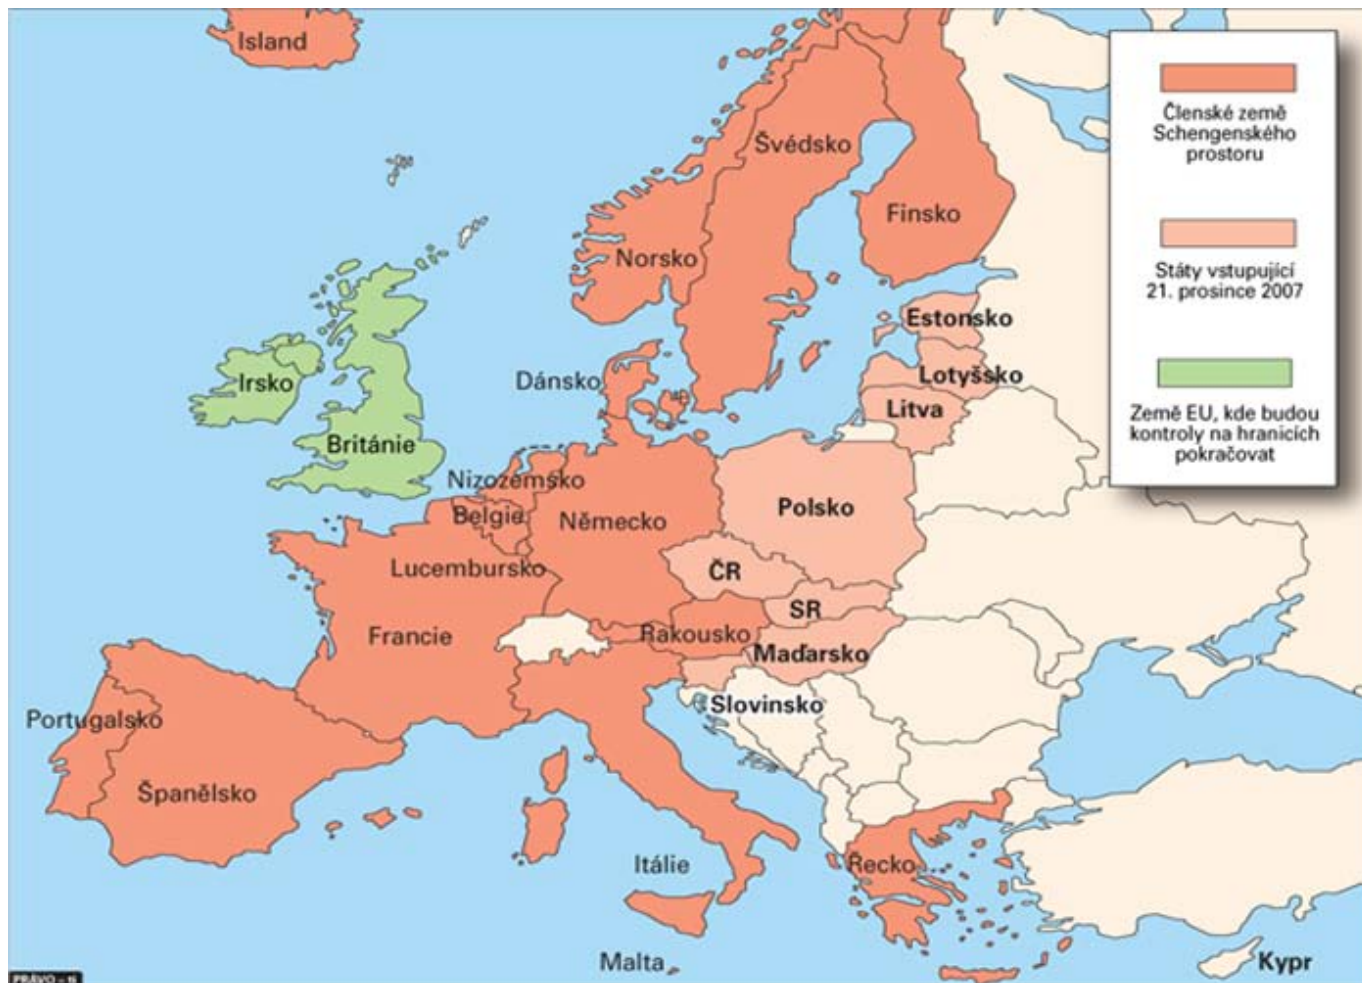 Island
Členské země
Schengenského
prostoru
Švédsko
Finsko
Norsko
Státy vstupující
21. prosince 2007
Estonsko
Lotyšsko
Litva
Dánsko
Irsko
Británie
Země EU, kde budou
kontroly na hranicích
pokračovat
Nizozemsko
Belgie
Německo
Polsko
Lucembursko
ČR
SR
Francie
Rakousko
Maďarsko
Slovinsko
Portugalsko
Španělsko
Itálie
Řecko
Malta
Kypr
PRÁVO – is